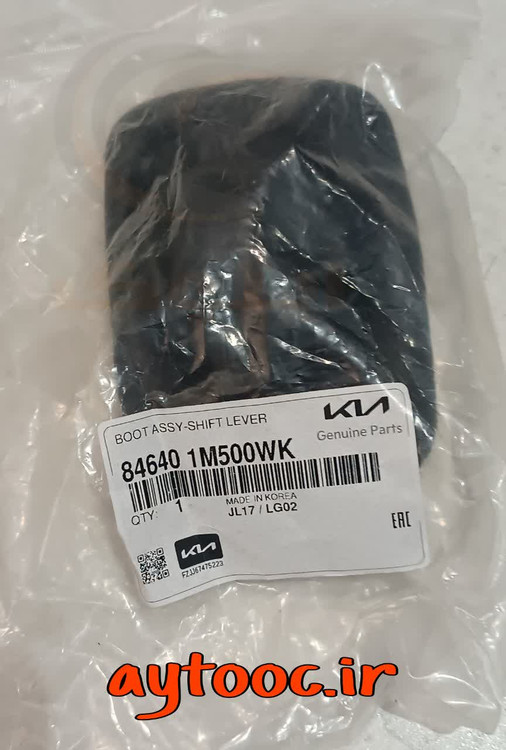 BOOT ASSY-SHIFT LEVER
KIA
Genuine Parts
84640 1M500WK
QTY: 1
MADE IN KOREA
JL17 / LG02
EAC
KIA
FZJJ67475223
aytooc.ir